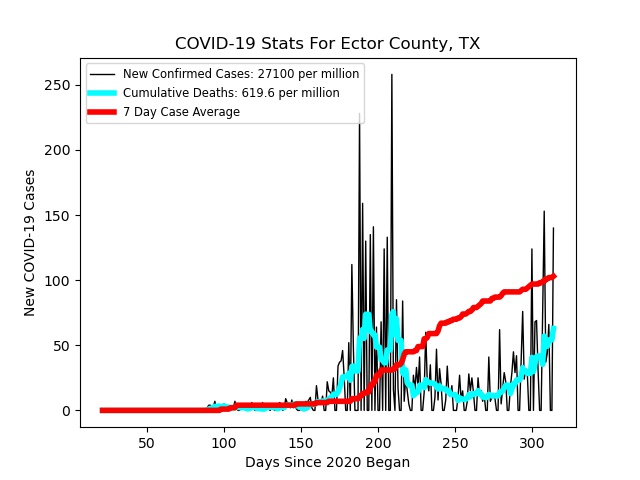 COVID-19 Stats For Ector County, TX
New Confirmed Cases: 27100 per million
Cumulative Deaths: 619.6 per million
7 Day Case Average
New COVID-19 Cases
250
200
150
100
50
0
50 100 150 200 250 300
Days Since 2020 Began